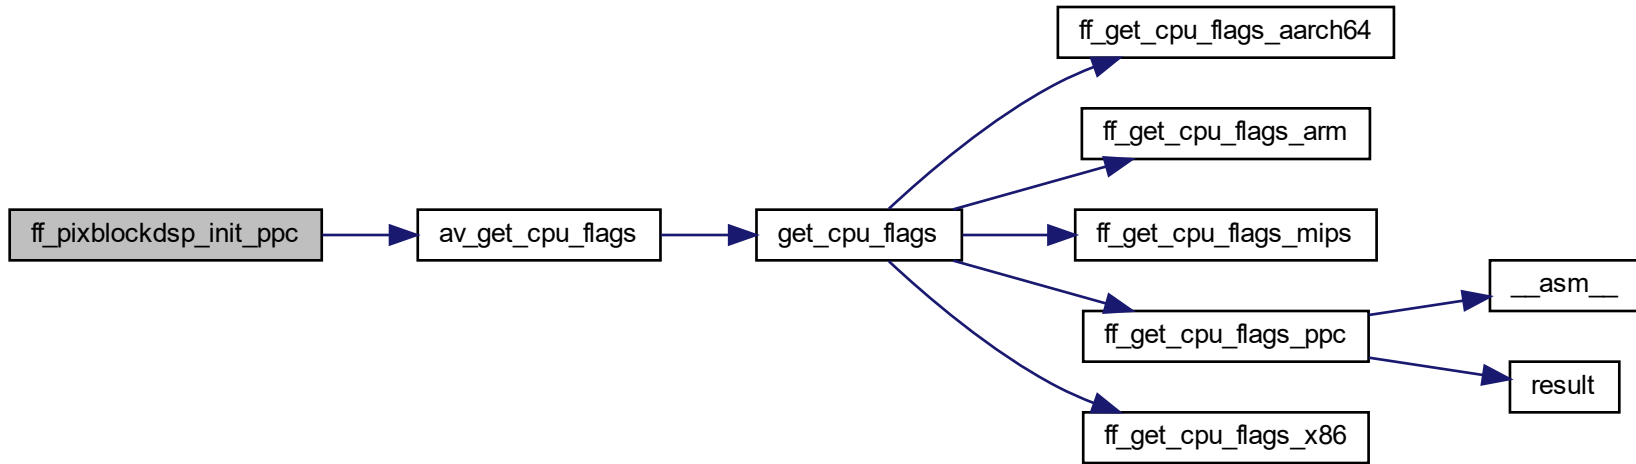 ff_pixblockdsp_init_ppc
av_get_cpu_flags
get_cpu_flags
ff_get_cpu_flags_aarch64
ff_get_cpu_flags_arm
ff_get_cpu_flags_mips
ff_get_cpu_flags_ppc
ff_get_cpu_flags_x86
__asm__
result